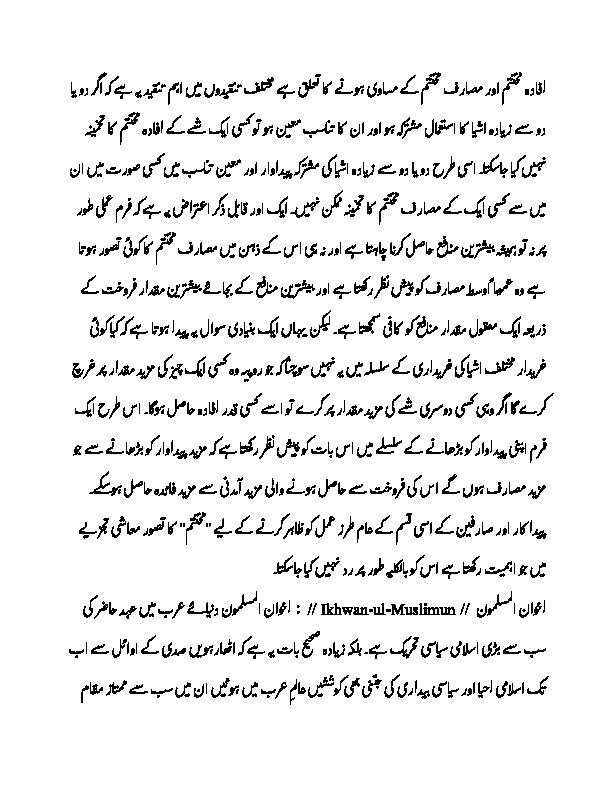 افادہ مختتم اور مصارف مختتم کے مساوی ہونے کا تعلق ہے مختلف تنقیدوں میں اہم تنقید یہ ہے کہ اگر دو یا
دو سے زیادہ اشیا کا استعمال مشترکہ ہو اور ان کا تناسب معین ہو تو کسی ایک شے کے افادہ مختتم کا تخمینہ
نہیں کیا جاسکتا۔ اسی طرح دو یا دو سے زیادہ اشیا کی مشترکہ پیداوار اور معین تناسب میں کسی صورت میں ان
میں سے کسی ایک کے مصارف مختتم کا تخمینہ ممکن نہیں۔ ایک اور قابل ذکر اعتراض یہ ہے کہ فرم عملی طور
پر نہ تو ہمیشہ بیشترین منافع حاصل کرنا چاہتا ہے اور نہ ہی اس کے ذہن میں مصارف مختتم کا کوئی تصور ہوتا
ہے وہ عموماً اوسط مصارف کو پیش نظر رکھتا ہے اور بیشترین منافع کے بجائے بیشترین مقدار فروخت کے
ذریعہ ایک معقول مقدار منافع کو کافی سمجھتا ہے۔ لیکن یہاں ایک بنیادی سوال یہ پیدا ہوتا ہے کہ کیا کوئی
خریدار مختلف اشیا کی خریداری کے سلسلہ میں یہ نہیں سوچتا کہ جو روپیہ وہ کسی ایک چیز کی مزید مقدار پر خرچ
کرے گا اگر وہی کسی دوسری شے کی مزید مقدار پر کرے تو اسے کسی قدر افادہ حاصل ہوگا۔ اس طرح ایک
فرم اپنی پیداوار کو بڑھانے کے سلسلے میں اس بات کو پیش نظر رکھتا ہے کہ مزید پیداوار کو بڑھانے سے جو
مزید مصارف ہوں گے اس کی فروخت سے حاصل ہونے والی مزید آمدنی سے مزید فائدہ حاصل ہوسکے۔
پیدا کار اور صارفین کے اسی قسم کے عام طرز عمل کو ظاہر کرنے کے لیے "مختتم" کا تصور معاشی تجزیے
میں جو اہمیت رکھتا ہے اس کو بالکلیہ طور پر رد نہیں کیا جاسکتا۔
اخوان المسلمون // Ikhwan-ul-Muslimun // : اخوان المسلمون دنیائے عرب میں عہد حاضر کی
سب سے بڑی اسلامی سیاسی تحریک ہے۔ بلکہ زیادہ صحیح بات یہ ہے کہ اٹھارھویں صدی کے اوائل سے اب
تک اسلامی احیا اور سیاسی بیداری کی جتنی بھی کوششیں عالم عرب میں ہوئیں ان میں سب سے ممتاز مقام